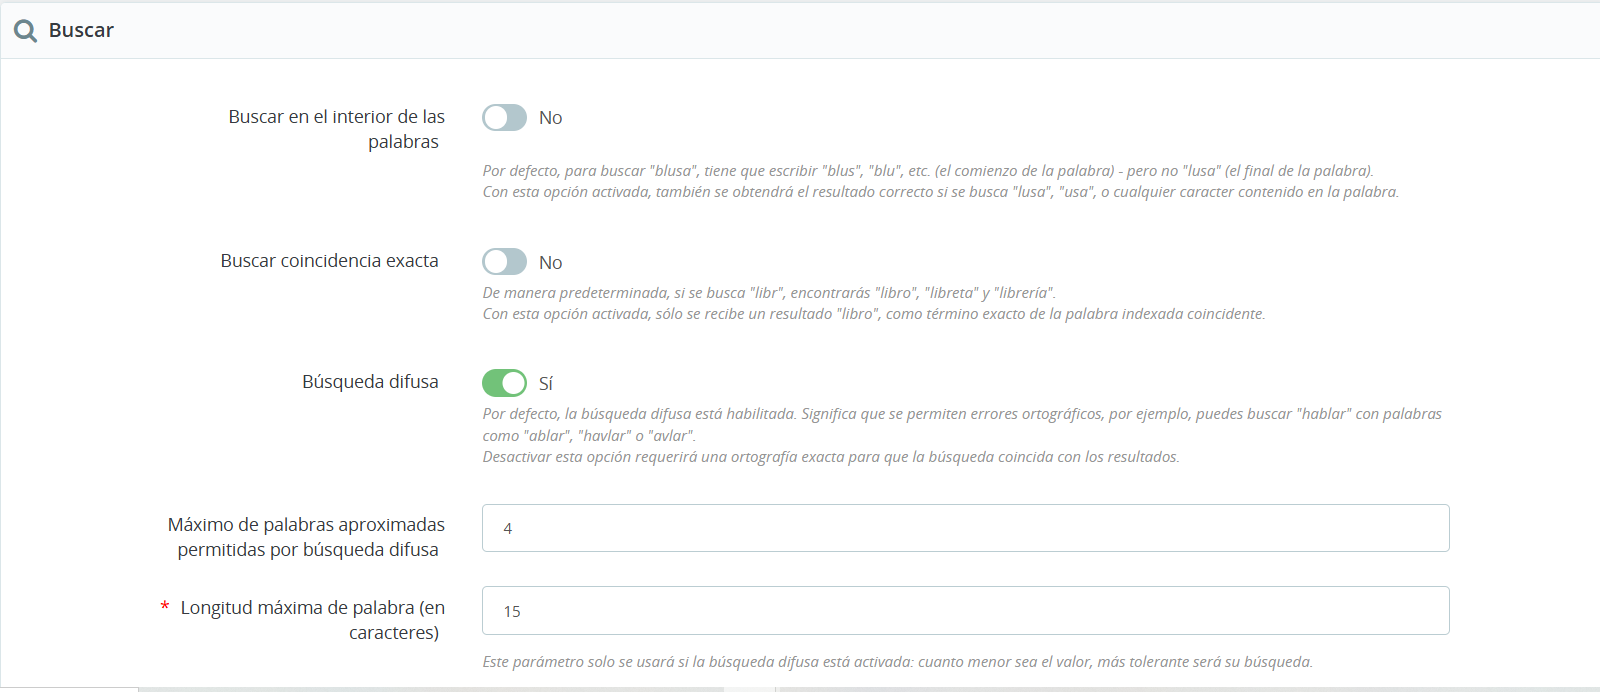 Buscar
Buscar en el interior de las
palabras
No
Por defecto, para buscar "blusa", tiene que escribir "blus", "blu", etc. (el comienzo de la palabra) - pero no "lusa" (el final de la palabra).
Con esta opción activada, también se obtendrá el resultado correcto si se busca "lusa", "usa", o cualquier caracter contenido en la palabra.
Buscar coincidencia exacta
No
De manera predeterminada, si se busca "libr", encontrarás "libro", "libreta" y "librería".
Con esta opción activada, sólo se recibe un resultado "libro", como término exacto de la palabra indexada coincidente.
Búsqueda difusa
Sí
Por defecto, la búsqueda difusa está habilitada. Significa que se permiten errores ortográficos, por ejemplo, puedes buscar "hablar" con palabras
como "ablar", "havlar" o "avlar".
Desactivar esta opción requerirá una ortografía exacta para que la búsqueda coincida con los resultados.
Máximo de palabras aproximadas
permitidas por búsqueda difusa
4
* Longitud máxima de palabra (en
caracteres)
15
Este parámetro solo se usará si la búsqueda difusa está activada: cuanto menor sea el valor, más tolerante será su búsqueda.